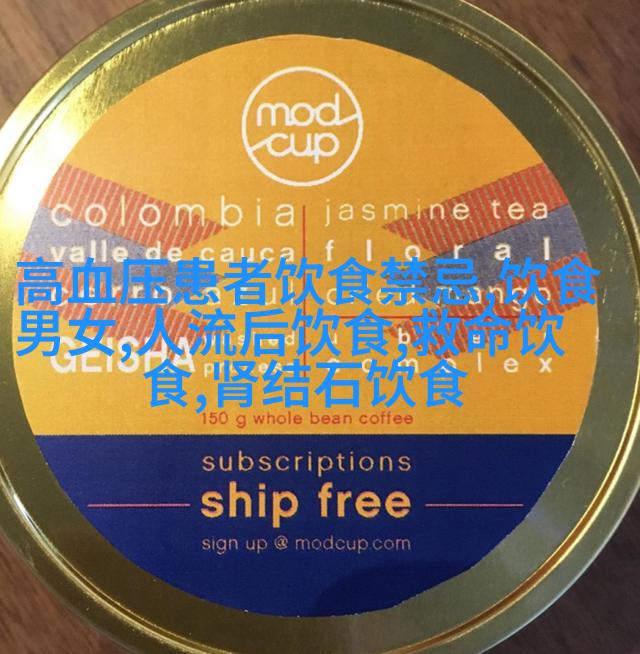 mod
cup
colombia jasmine tea
valle de cauca floral
高血压患者饮食禁忌 饮食
男女,人流后饮食,救命饮
食,肾结石饮食
GEISHA
150 g whole bean coffee
subscriptions
ship free
sign up @ modcup.com